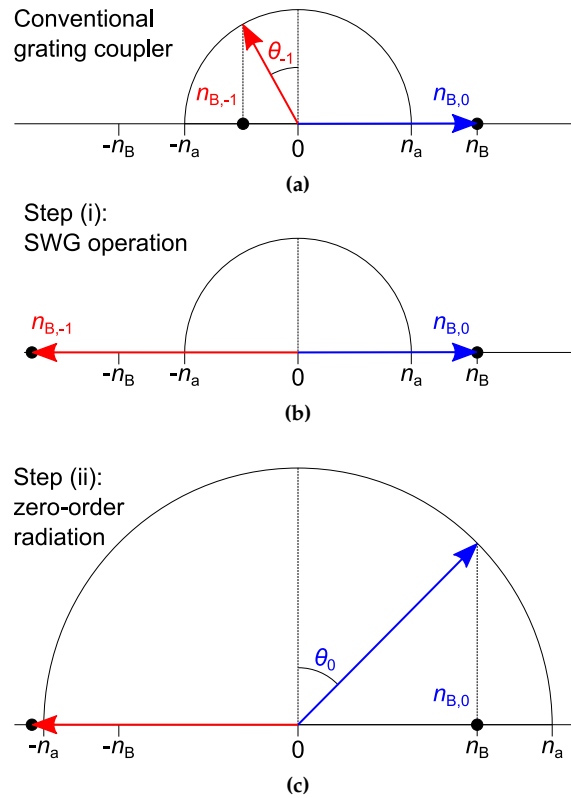 Conventional
grating coupler
θ-1
nB,-1
nB,0
-nB
-na
0
na
nB
(a)
Step (i):
SWG operation
nB,-1
nB,0
-nB
-na
0
na
nB
(b)
Step (ii):
zero-order
radiation
θ0
nB,0
-na
-nB
0
nB
na
(c)